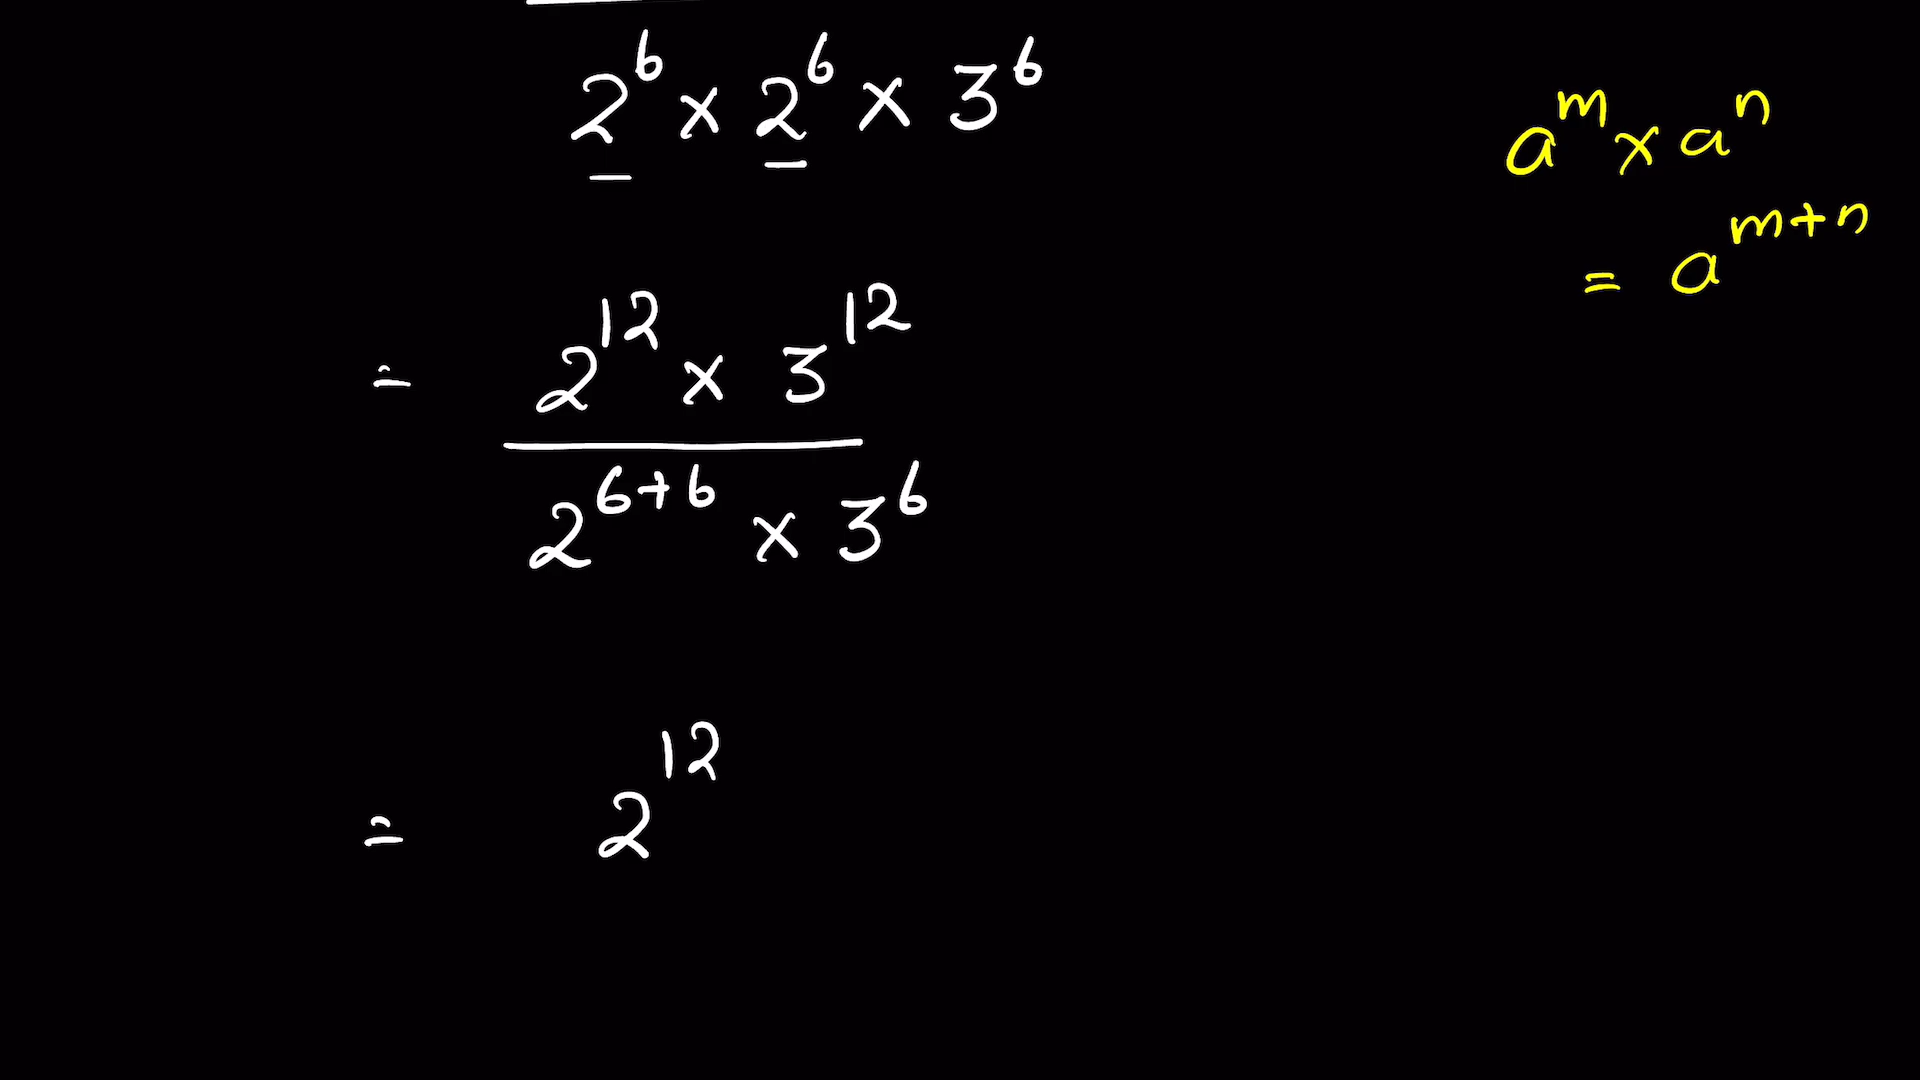 2^6 × 2^6 × 3^6
a^m × a^n
= a^{m+n}
2^{12} × 3^{12}
=
2^{6+6} × 3^6
= 2^{12}